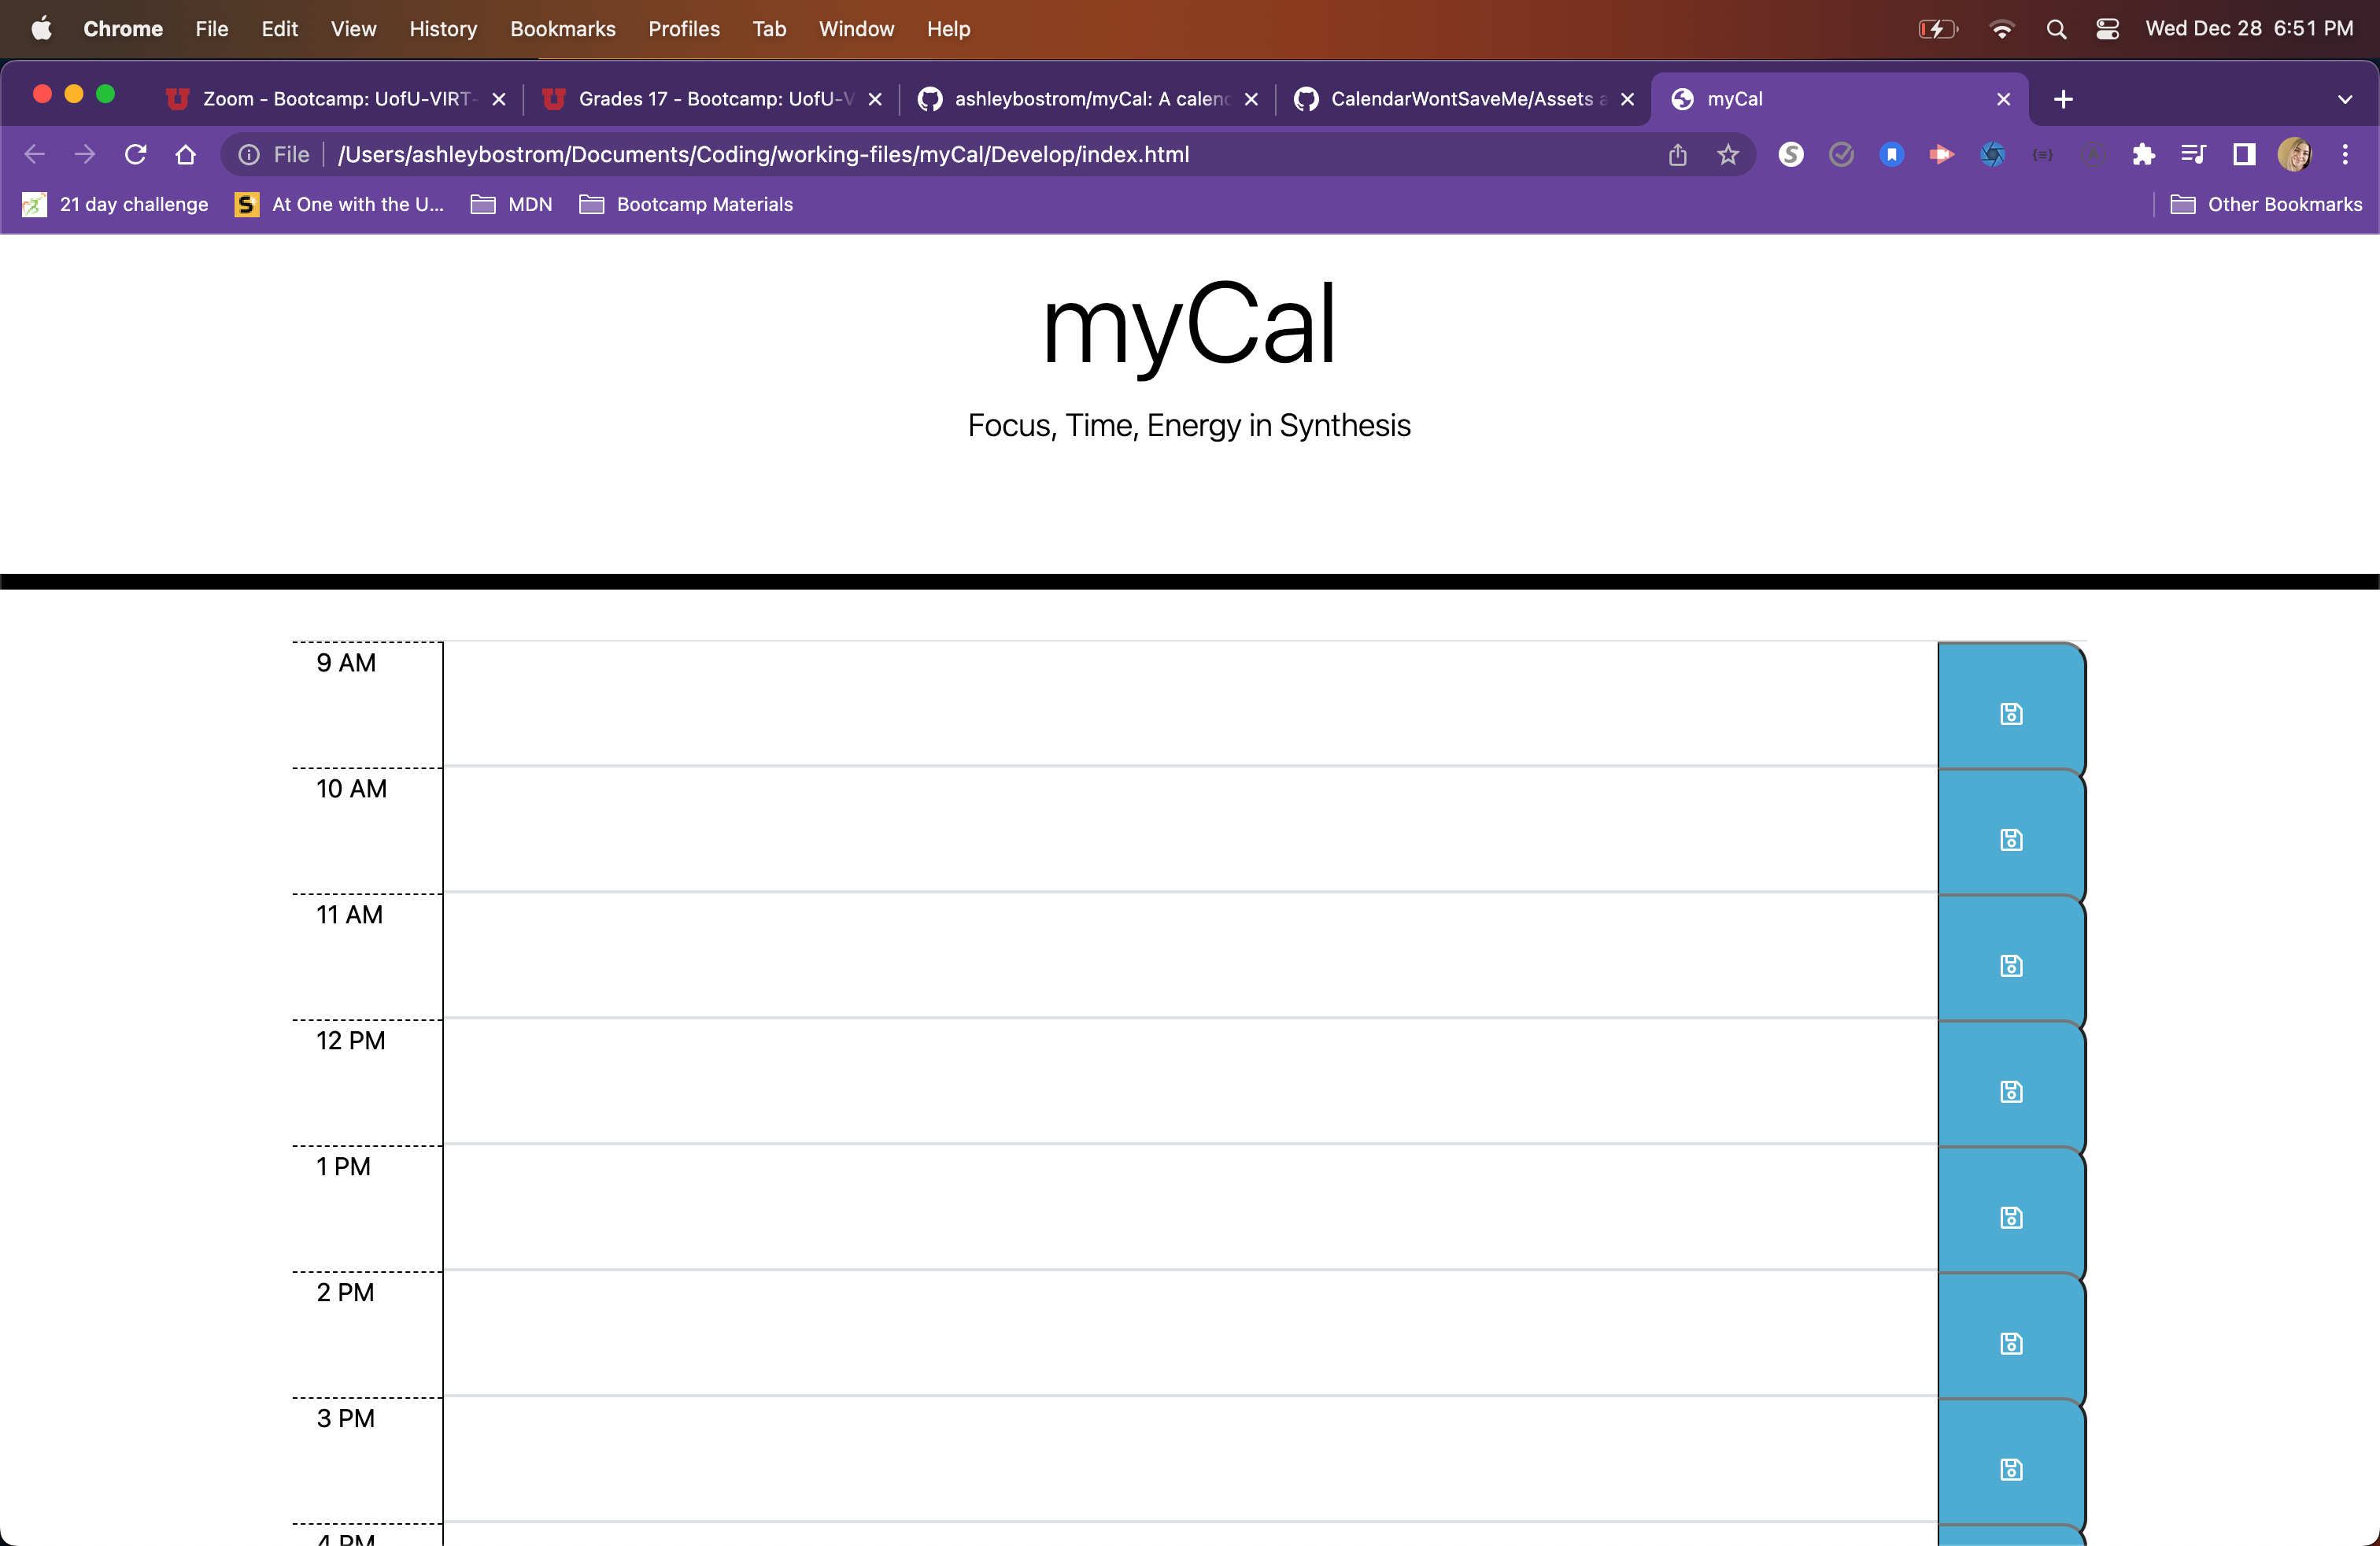 Chrome File Edit View History Bookmarks Profiles Tab Window Help Wed Dec 28 6:51 PM
Zoom - Bootcamp: UofU-VIRT- Grades 17 - Bootcamp: UofU-V ashleybostrom/myCal: A calen CalendarWontSaveMe/Assets myCal
File /Users/ashleybostrom/Documents/Coding/working-files/myCal/Develop/index.html
21 day challenge At One with the U... MDN Bootcamp Materials Other Bookmarks
myCal
Focus, Time, Energy in Synthesis
9 AM
10 AM
11 AM
12 PM
1 PM
2 PM
3 PM
4 PM